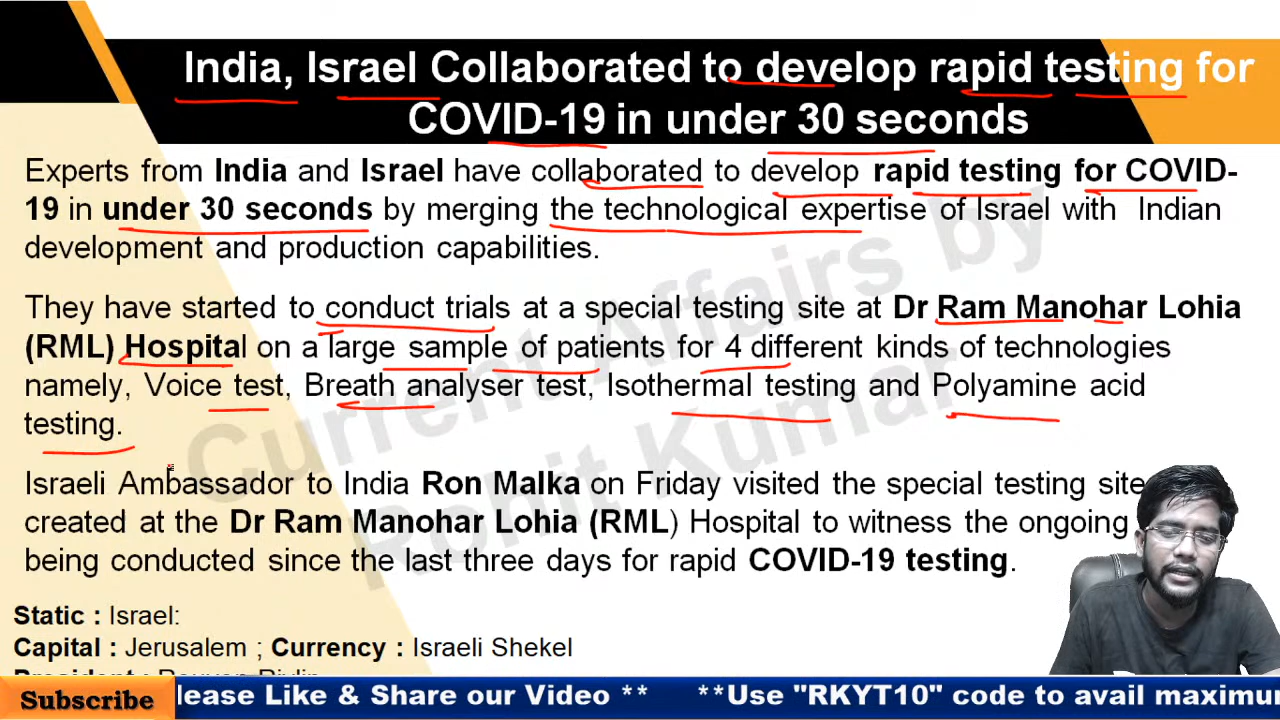 India, Israel Collaborated to develop rapid testing for
COVID-19 in under 30 seconds
Experts from India and Israel have collaborated to develop rapid testing for COVID-
19 in under 30 seconds by merging the technological expertise of Israel with Indian
development and production capabilities.
They have started to conduct trials at a special testing site at Dr Ram Manohar Lohia
(RML) Hospital on a large sample of patients for 4 different kinds of technologies
namely, Voice test, Breath analyser test, Isothermal testing and Polyamine acid
testing.
Israeli Ambassador to India Ron Malka on Friday visited the special testing site
created at the Dr Ram Manohar Lohia (RML) Hospital to witness the ongoing
being conducted since the last three days for rapid COVID-19 testing.
Static : Israel:
Capital : Jerusalem ; Currency : Israeli Shekel
Current Affairs by
Rohit Kumar
Subscribe
lease Like & Share our Video ** **Use "RKYT10" code to avail maximu